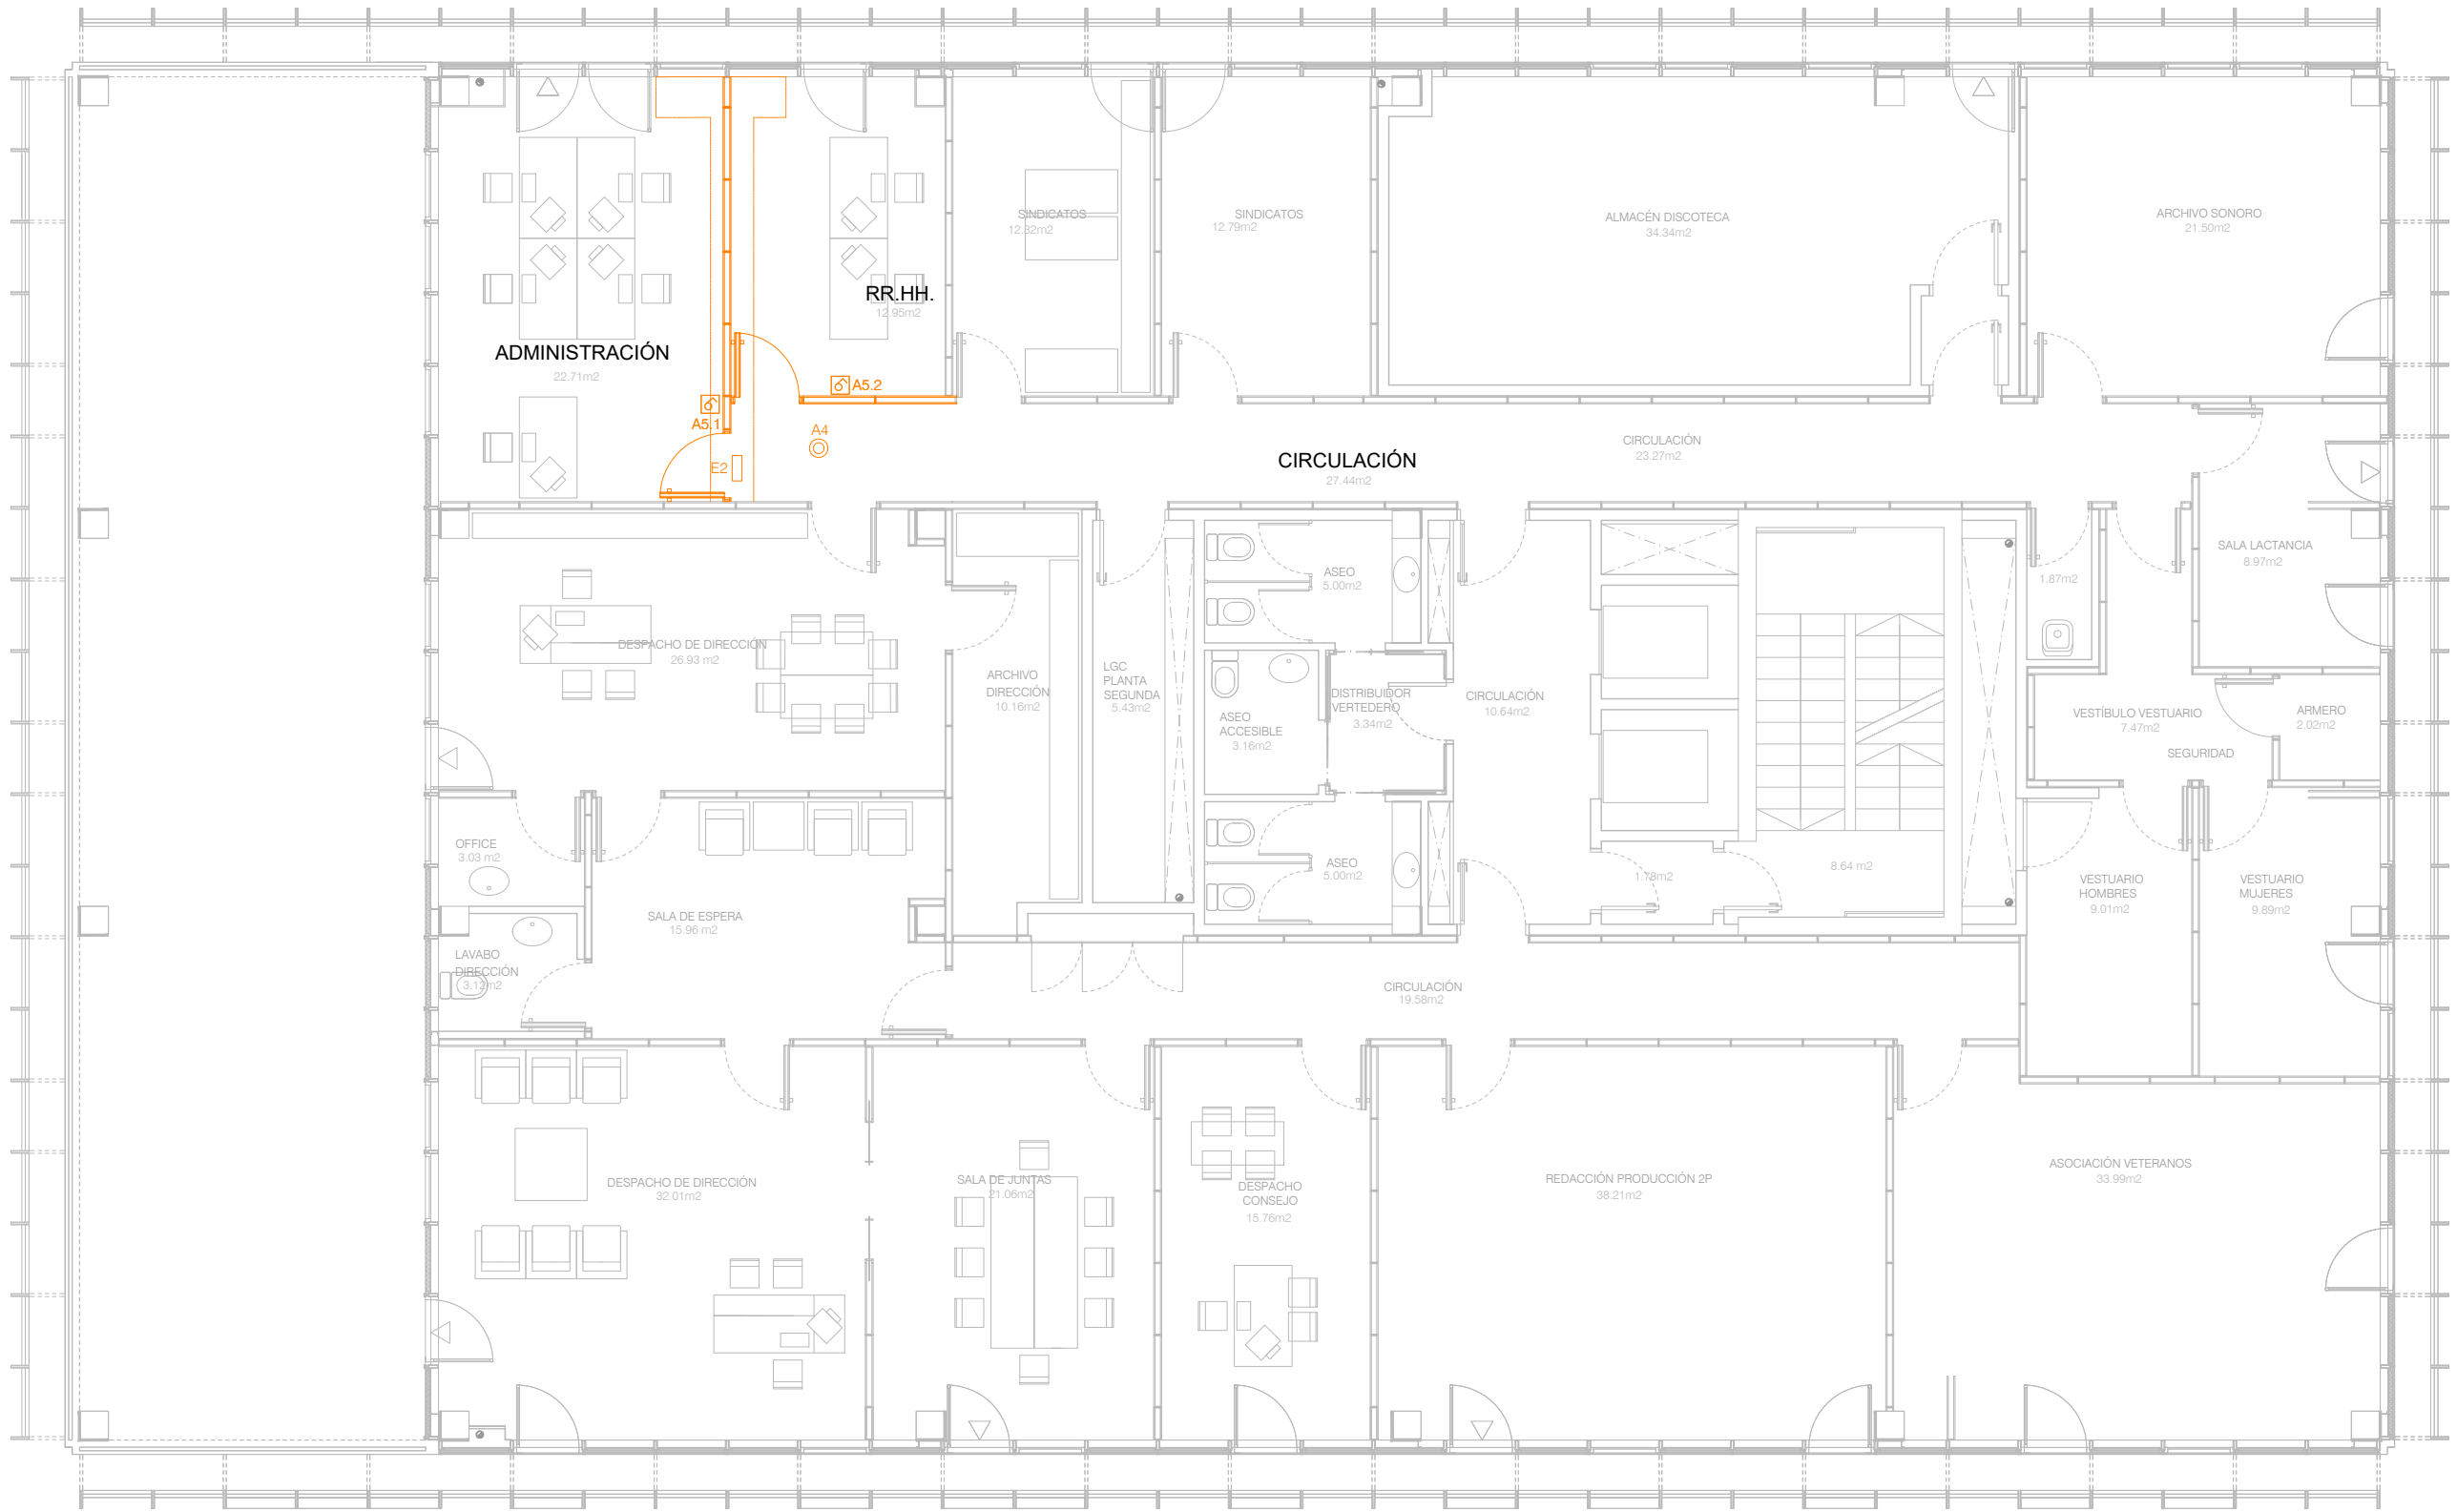 SINDICATOS
12.32m2
SINDICATOS
12.79m2
ALMACÉN DISCOTECA
34.34m2
ARCHIVO SONORO
21.50m2
RR.HH.
12.95m2
ADMINISTRACIÓN
22.71m2
A5.2
A5.1
A4
E2
CIRCULACIÓN
27.44m2
CIRCULACIÓN
23.27m2
SALA LACTANCIA
8.97m2
1.87m2
ASEO
5.00m2
DESPACHO DE DIRECCIÓN
26.93 m2
ARCHIVO
DIRECCIÓN
10.16m2
LGC
PLANTA
SEGUNDA
5.43m2
ASEO
ACCESIBLE
3.16m2
DISTRIBUIDOR
VERTEDERO
3.34m2
CIRCULACIÓN
10.64m2
VESTÍBULO VESTUARIO
7.47m2
SEGURIDAD
ARMERO
2.02m2
OFFICE
3.03 m2
ASEO
5.00m2
1.78m2
8.64 m2
VESTUARIO
HOMBRES
9.01m2
VESTUARIO
MUJERES
9.89m2
SALA DE ESPERA
15.96 m2
LAVABO
DIRECCIÓN
3.12m2
CIRCULACIÓN
19.58m2
DESPACHO DE DIRECCIÓN
32.01m2
SALA DE JUNTAS
21.06m2
DESPACHO
CONSEJO
15.76m2
REDACCIÓN PRODUCCIÓN 2P
38.21m2
ASOCIACIÓN VETERANOS
33.99m2